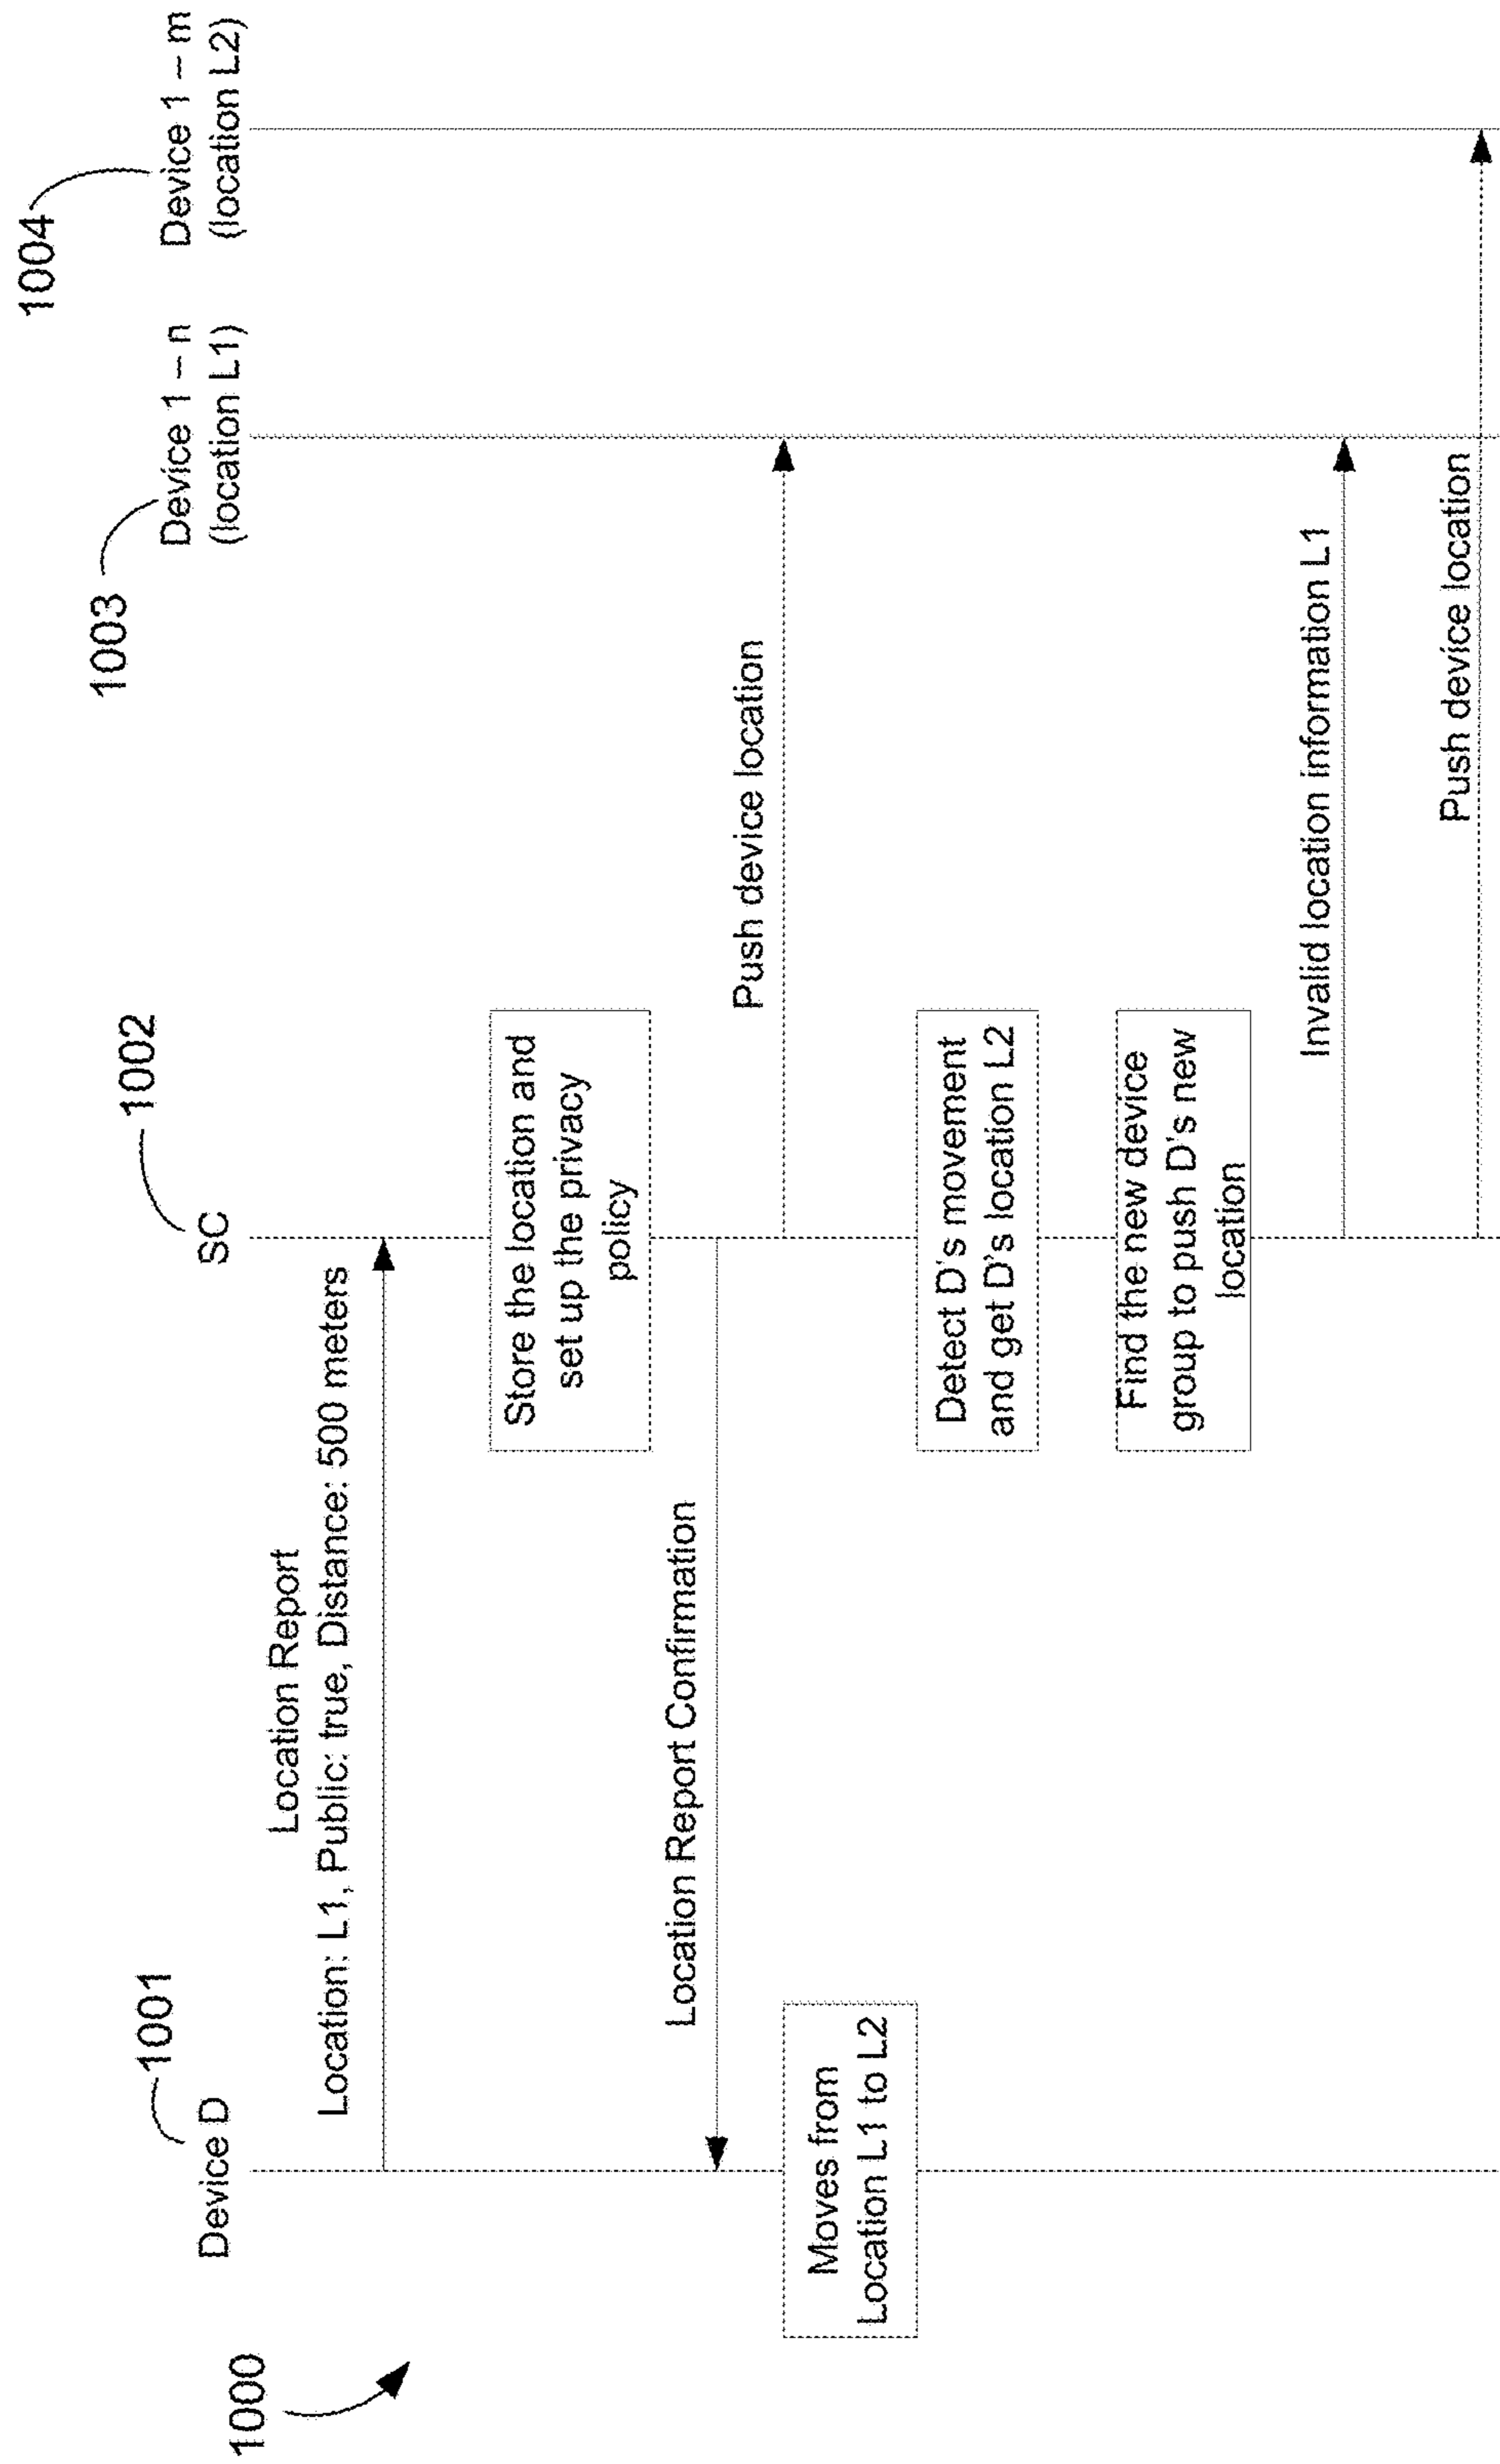 1000
1001
Device D
1002
SC
1003
Device 1 – n
(location L1)
1004
Device 1 – m
(location L2)
Location Report
Location: L1, Public: true, Distance: 500 meters
Store the location and
set up the privacy
policy
Location Report Confirmation
Push device location
Moves from
Location L1 to L2
Detect D's movement
and get D's location L2
Find the new device
group to push D's new
location
Invalid location information L1
Push device location